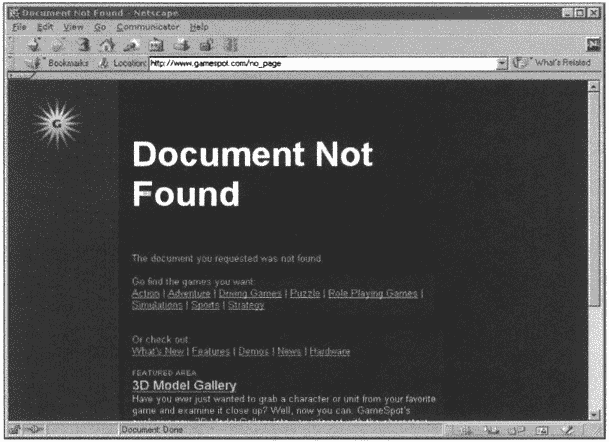 Document Not Found - Netscape
File Edit View Go Communicator Help
Bookmarks Location: http://www.gamespot.com/no_page What's Related
G
Document Not
Found
The document you requested was not found.
Go find the games you want:
Action | Adventure | Driving Games | Puzzle | Role Playing Games |
Simulations | Sports | Strategy
Or check out:
What's New | Features | Demos | News | Hardware
FEATURED AREA
3D Model Gallery
Have you ever just wanted to grab a character or unit from your favorite
game and examine it close up? Well, now you can. GameSpot's
Document: Done